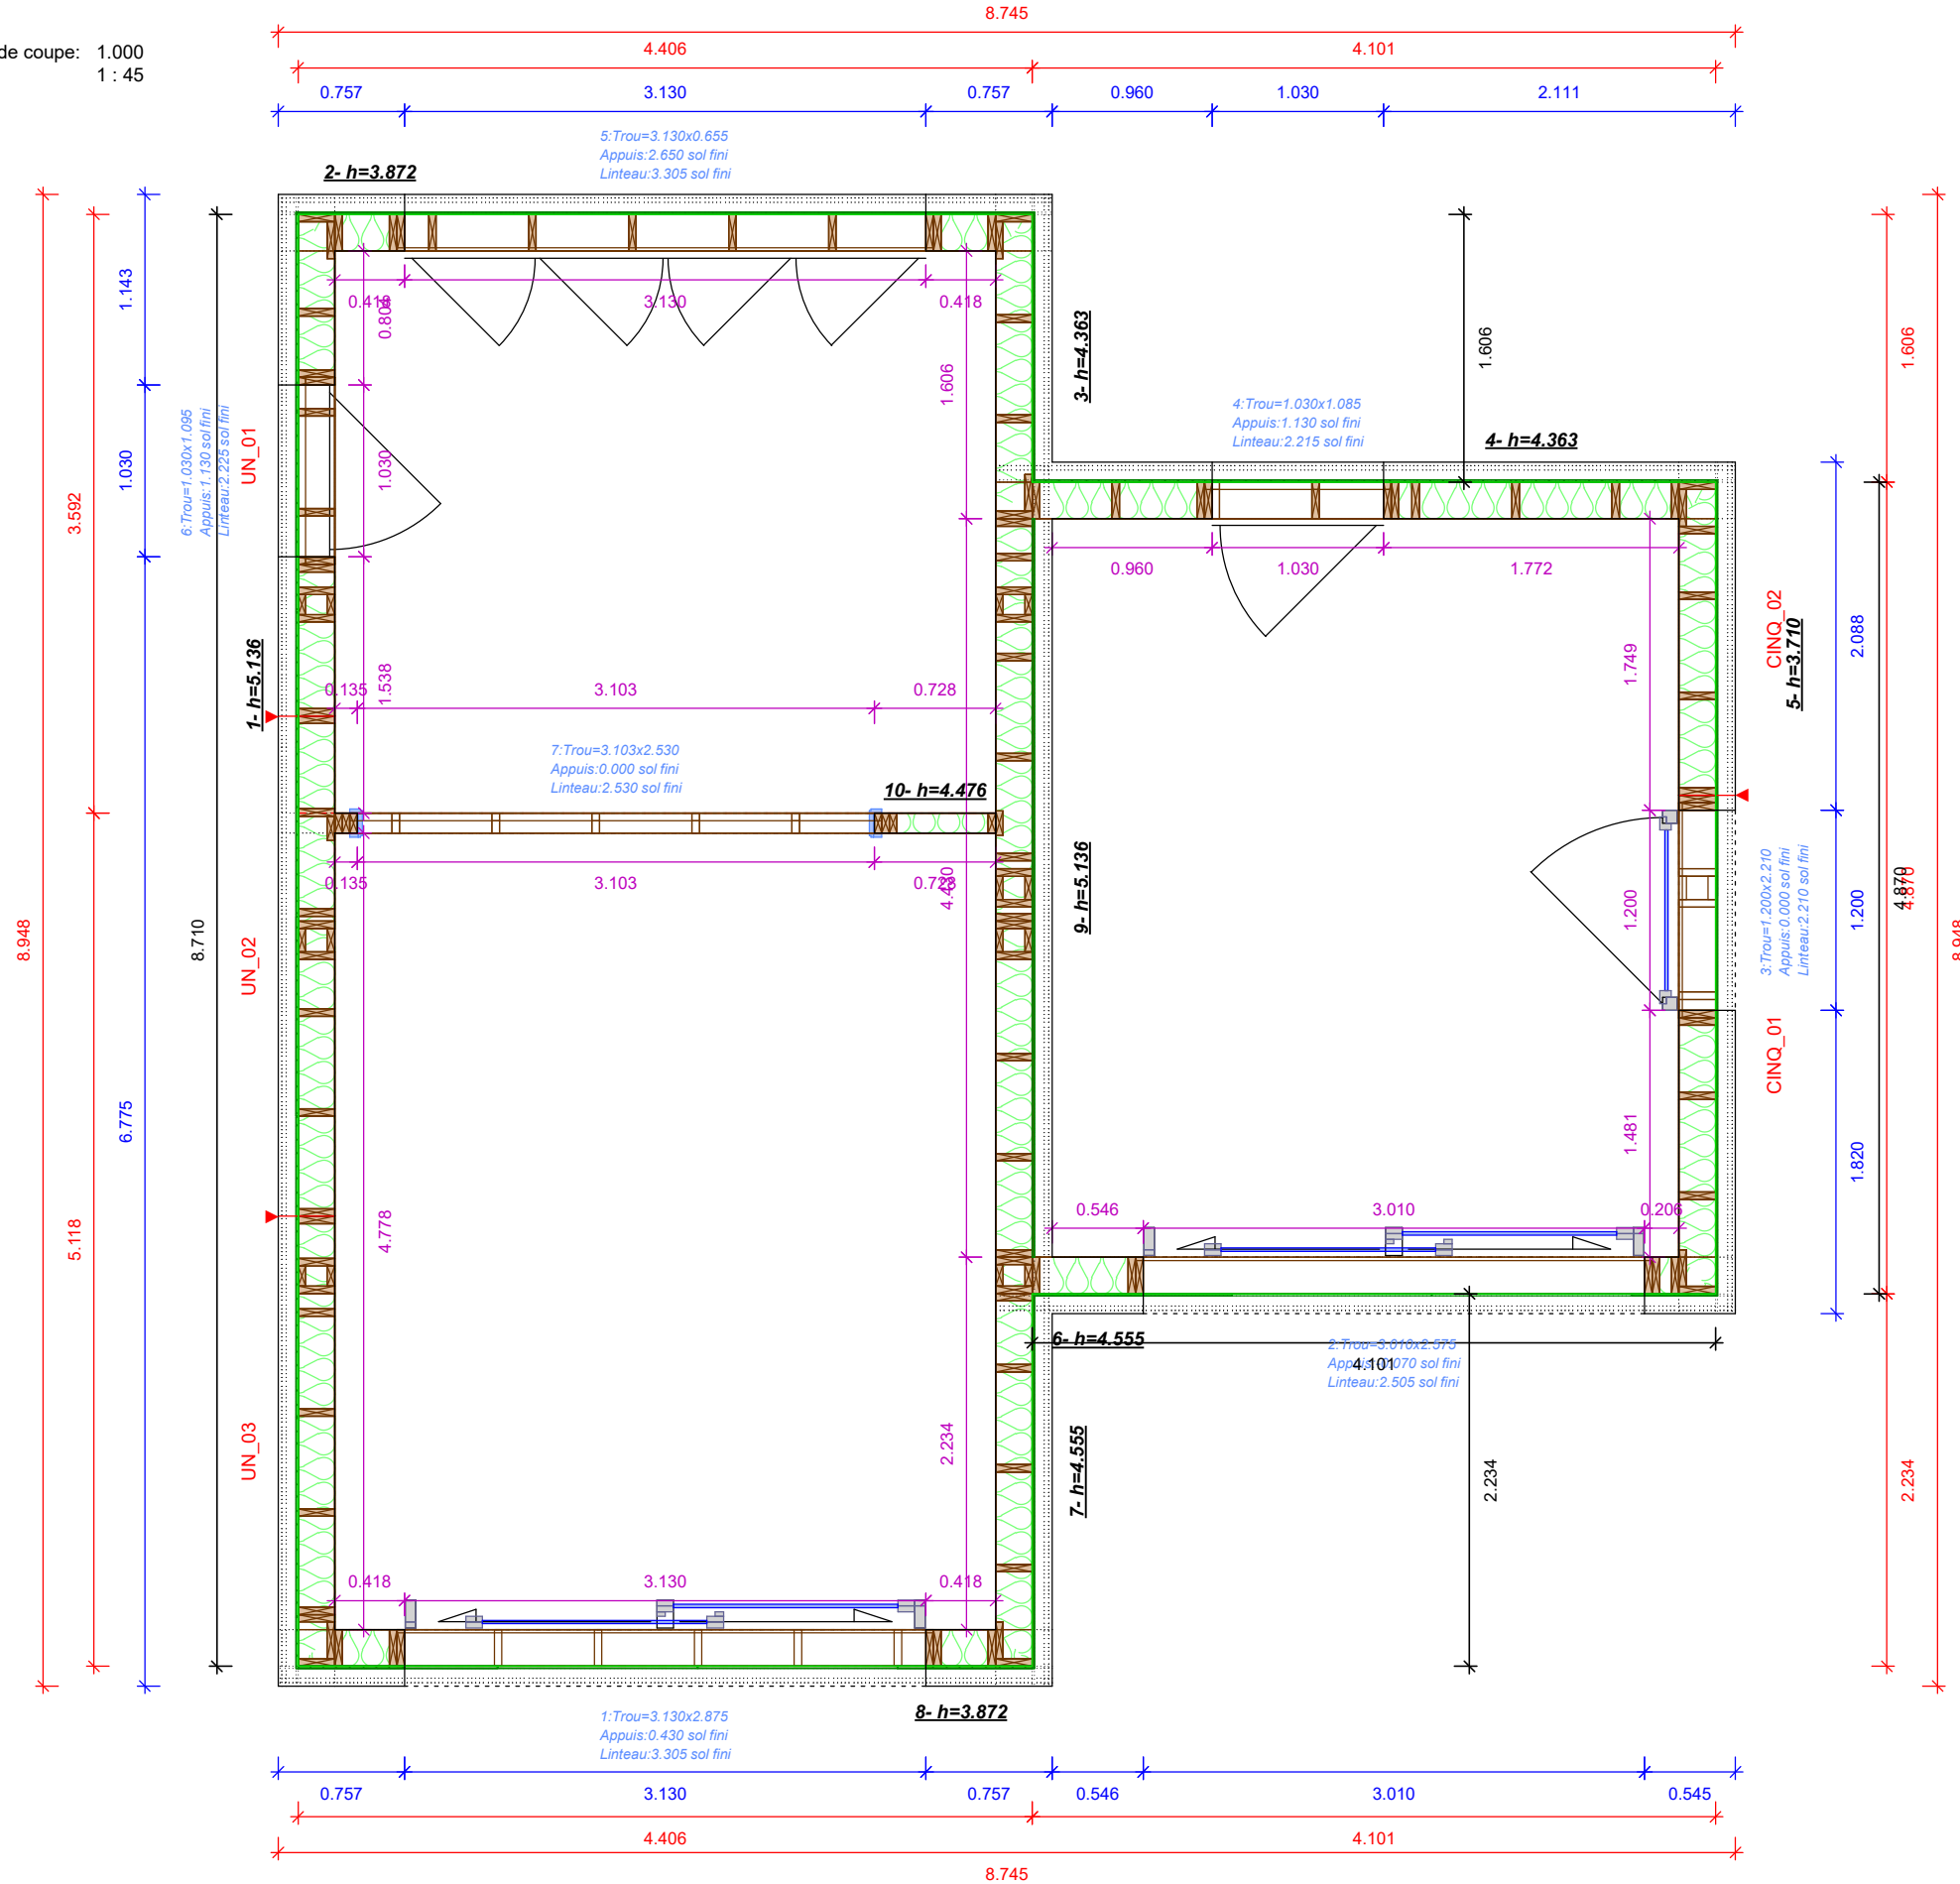 8.745
de coupe: 1.000
1 : 45
4.406
4.101
0.757
3.130
0.757
0.960
1.030
2.111
5:Trou=3.130x0.655
Appuis:2.650 sol fini
Linteau:3.305 sol fini
2- h=3.872
0.418
3.130
0.418
0.804
1.143
1.606
3- h=4.363
1.606
1.606
4:Trou=1.030x1.085
Appuis:1.130 sol fini
Linteau:2.215 sol fini
4- h=4.363
6:Trou=1.030x1.095
Appuis:1.130 sol fini
Linteau:2.225 sol fini
UN_01
1.030
1.030
3.592
0.960
1.030
1.772
CINQ_02
5- h=3.710
2.088
1- h=5.136
1.538
1.749
0.135
3.103
0.728
7:Trou=3.103x2.530
Appuis:0.000 sol fini
Linteau:2.530 sol fini
10- h=4.476
0.135
3.103
0.728
9- h=5.136
1.200
3:Trou=1.200x2.210
Appuis:0.000 sol fini
Linteau:2.210 sol fini
1.200
4.870
4.870
8.948
8.948
8.710
UN_02
CINQ_01
6.775
1.481
1.820
5.118
4.778
0.546
3.010
0.206
6- h=4.555
2:Trou=3.010x2.575
Linteau:2.505 sol fini
4.101
UN_03
2.234
7- h=4.555
2.234
2.234
0.418
3.130
0.418
8- h=3.872
1:Trou=3.130x2.875
Appuis:0.430 sol fini
Linteau:3.305 sol fini
0.757
3.130
0.757
0.546
3.010
0.545
4.406
4.101
8.745